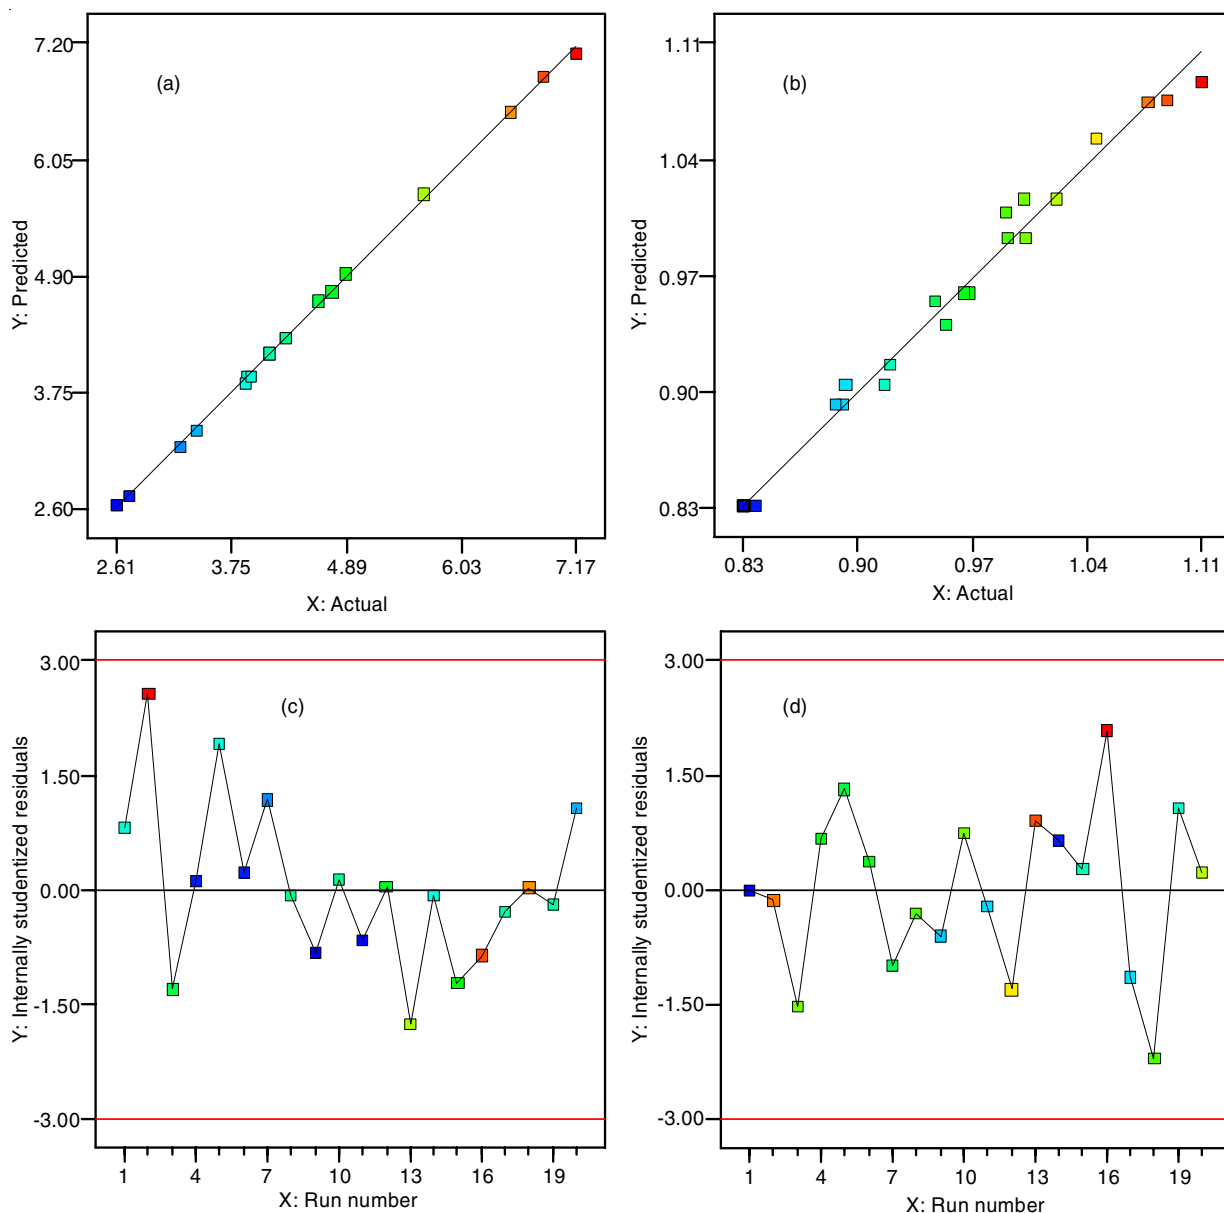 (a)
Y: Predicted
7.20
6.05
4.90
3.75
2.60
2.61 3.75 4.89 6.03 7.17
X: Actual
(b)
Y: Predicted
1.11
1.04
0.97
0.90
0.83
0.83 0.90 0.97 1.04 1.11
X: Actual
(c)
Y: Internally studentized residuals
3.00
1.50
0.00
-1.50
-3.00
1 4 7 10 13 16 19
X: Run number
(d)
Y: Internally studentized residuals
3.00
1.50
0.00
-1.50
-3.00
1 4 7 10 13 16 19
X: Run number